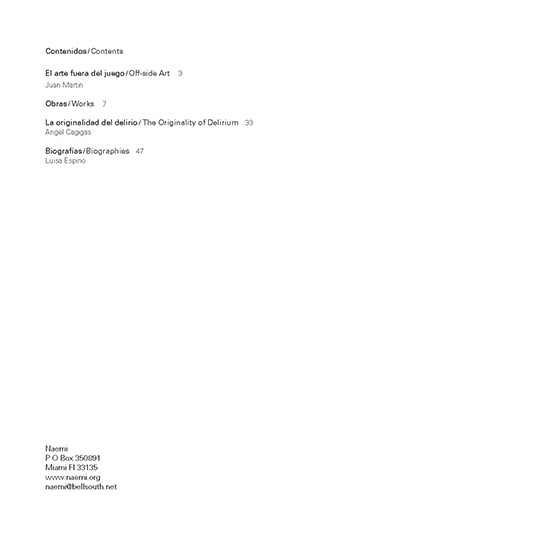 Contenidos/Contents
El arte fuera del juego/Off-side Art 3
Juan Martin
Obras/Works 7
La originalidad del delirio/The Originality of Delirium 33
Angel Cagigas
Biografías/Biographies 47
Luisa Espino
Naemi
P O Box 350891
Miami Fl 33135
www.naemi.org
naemi@bellsouth.net